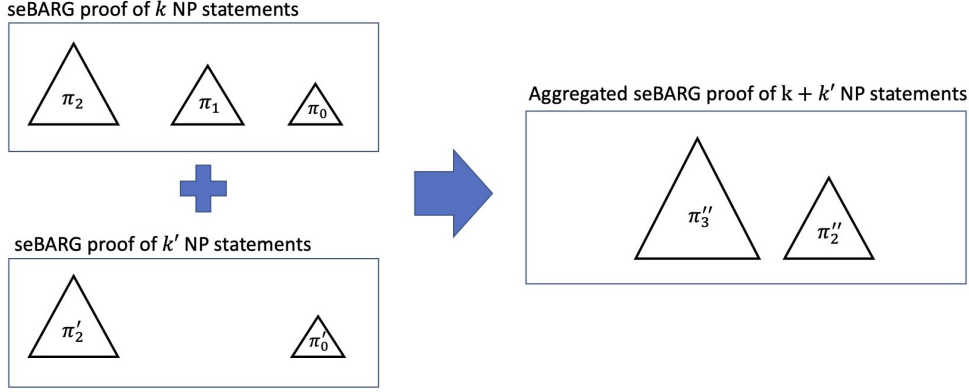 seBARG proof of k NP statements
π₂ π₁ π₀
seBARG proof of k′ NP statements
π′₂ π′₀
Aggregated seBARG proof of k + k′ NP statements
π″₃ π″₂